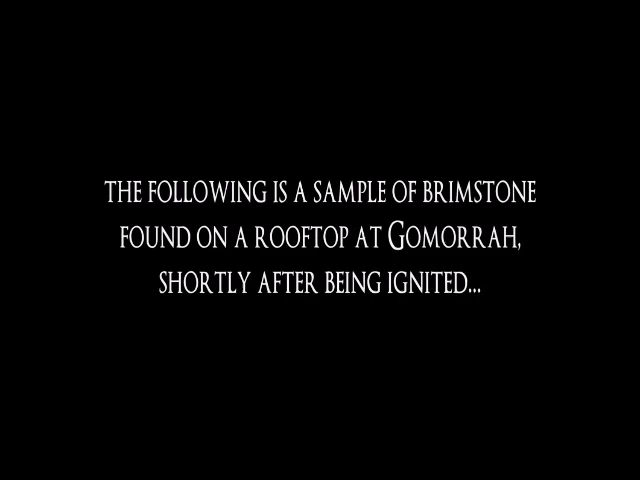 THE FOLLOWING IS A SAMPLE OF BRIMSTONE
FOUND ON A ROOFTOP AT GOMORRAH,
SHORTLY AFTER BEING IGNITED...